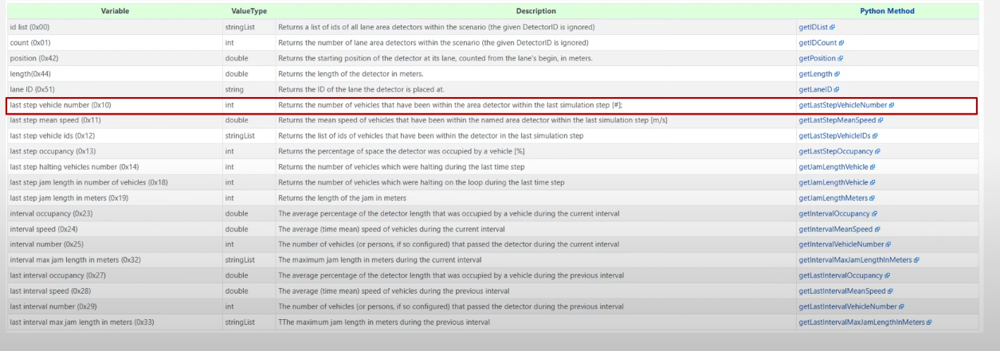 Variable ValueType Description Python Method
id list (0x00) stringList Returns a list of ids of all lane area detectors within the scenario (the given DetectorID is ignored) getIDList
count (0x01) int Returns the number of lane area detectors within the scenario (the given DetectorID is ignored) getIDCount
position (0x42) double Returns the starting position of the detector at its lane, counted from the lane's begin, in meters. getPosition
length(0x44) double Returns the length of the detector in meters. getLength
lane ID (0x51) string Returns the ID of the lane the detector is placed at. getLaneID
last step vehicle number (0x10) int Returns the number of vehicles that have been within the area detector within the last simulation step [#]; getLastStepVehicleNumber
last step mean speed (0x11) double Returns the mean speed of vehicles that have been within the named area detector within the last simulation step [m/s] getLastStepMeanSpeed
last step vehicle ids (0x12) stringList Returns the list of ids of vehicles that have been within the detector in the last simulation step getLastStepVehicleIDs
last step occupancy (0x13) int Returns the percentage of space the detector was occupied by a vehicle [%] getLastStepOccupancy
last step halting vehicles number (0x14) int Returns the number of vehicles which were halting during the last time step getJamLengthVehicle
last step jam length in number of vehicles (0x18) int Returns the number of vehicles which were halting on the loop during the last time step getJamLengthVehicle
last step jam length in meters (0x19) int Returns the length of the jam in meters getJamLengthMeters
interval occupancy (0x23) double The average percentage of the detector length that was occupied by a vehicle during the current interval getIntervalOccupancy
interval speed (0x24) double The average (time mean) speed of vehicles during the current interval getIntervalMeanSpeed
interval number (0x25) int The number of vehicles (or persons, if so configured) that passed the detector during the current interval getIntervalVehicleNumber
interval max jam length in meters (0x32) stringList The maximum jam length in meters during the current interval getIntervalMaxJamLengthInMeters
last interval occupancy (0x27) double The average percentage of the detector length that was occupied by a vehicle during the previous interval getLastIntervalOccupancy
last interval speed (0x28) double The average (time mean) speed of vehicles during the previous interval getLastIntervalMeanSpeed
last interval number (0x29) int The number of vehicles (or persons, if so configured) that passed the detector during the previous interval getLastIntervalVehicleNumber
last interval max jam length in meters (0x33) stringList TThe maximum jam length in meters during the previous interval getLastIntervalMaxJamLengthInMeters